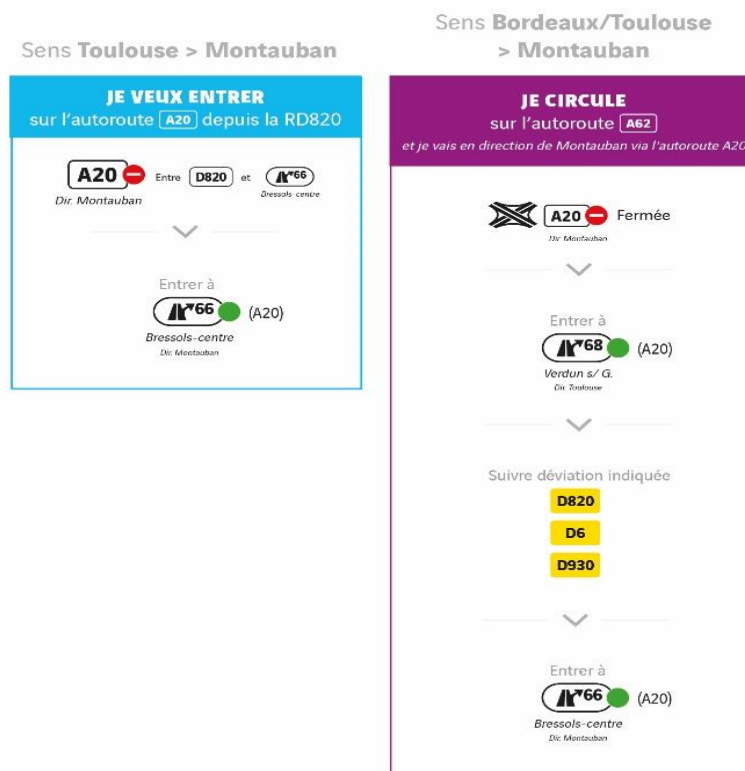 Sens Toulouse > Montauban
JE VEUX ENTRER
sur l'autoroute A20 depuis la RD820
A20 Entre D820 et 66
Dir. Montauban
Bressols-centre
Entrer à
66 (A20)
Bressols-centre
Dir. Montauban
Sens Bordeaux/Toulouse
> Montauban
JE CIRCULE
sur l'autoroute A62
et je vais en direction de Montauban via l'autoroute A20
A20 Fermée
Dir. Montauban
Entrer à
68 (A20)
Verdun s/ G.
Dir. Toulouse
Suivre déviation indiquée
D820
D6
D930
Entrer à
66 (A20)
Bressols-centre
Dir. Montauban